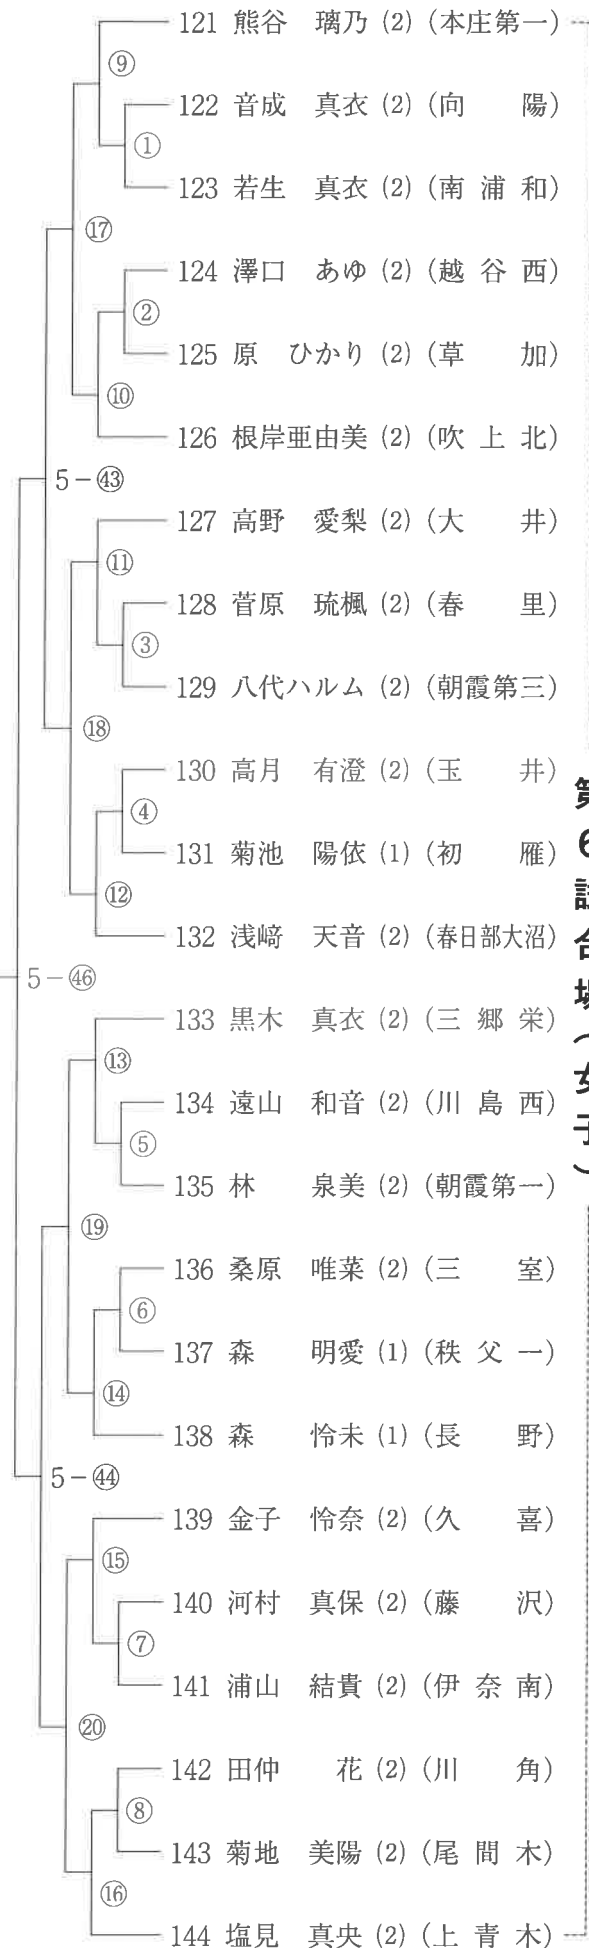 121 熊谷 璃乃 (2) (本庄第一)
⑨
122 音成 真衣 (2) (向 陽)
①
123 若生 真衣 (2) (南浦和)
⑰
124 澤口 あゆ (2) (越谷西)
②
125 原 ひかり (2) (草 加)
⑩
126 根岸亜由美 (2) (吹上北)
5-㊸
127 高野 愛梨 (2) (大 井)
⑪
128 菅原 琉楓 (2) (春 里)
③
129 八代ハルム (2) (朝霞第三)
⑱
130 高月 有澄 (2) (玉 井)
④
131 菊池 陽依 (1) (初 雁)
⑫
132 浅﨑 天音 (2) (春日部大沼)
5-㊻
133 黒木 真衣 (2) (三郷栄)
⑬
134 遠山 和音 (2) (川島西)
⑤
135 林 泉美 (2) (朝霞第一)
⑲
136 桑原 唯菜 (2) (三 室)
⑥
137 森 明愛 (1) (秩父一)
⑭
138 森 怜未 (1) (長 野)
5-㊹
139 金子 怜奈 (2) (久 喜)
⑮
140 河村 真保 (2) (藤 沢)
⑦
141 浦山 結貴 (2) (伊奈南)
⑳
142 田仲 花 (2) (川 角)
⑧
143 菊地 美陽 (2) (尾間木)
⑯
144 塩見 真央 (2) (上青木)
第6試合場(女子)